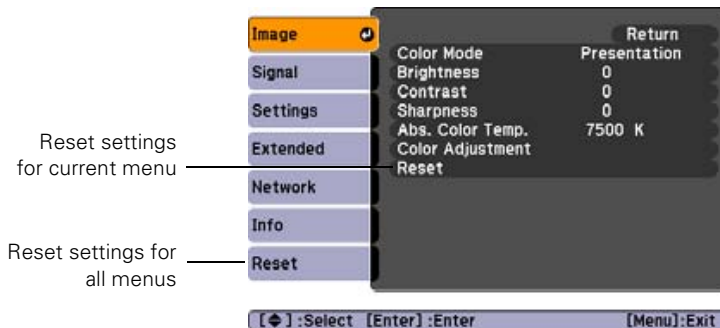 Image
Signal
Settings
Extended
Network
Info
Reset
Return
Color Mode Presentation
Brightness 0
Contrast 0
Sharpness 0
Abs. Color Temp. 7500 K
Color Adjustment
Reset
Reset settings
for current menu
Reset settings for
all menus
[◆] :Select [Enter] :Enter [Menu]:Exit